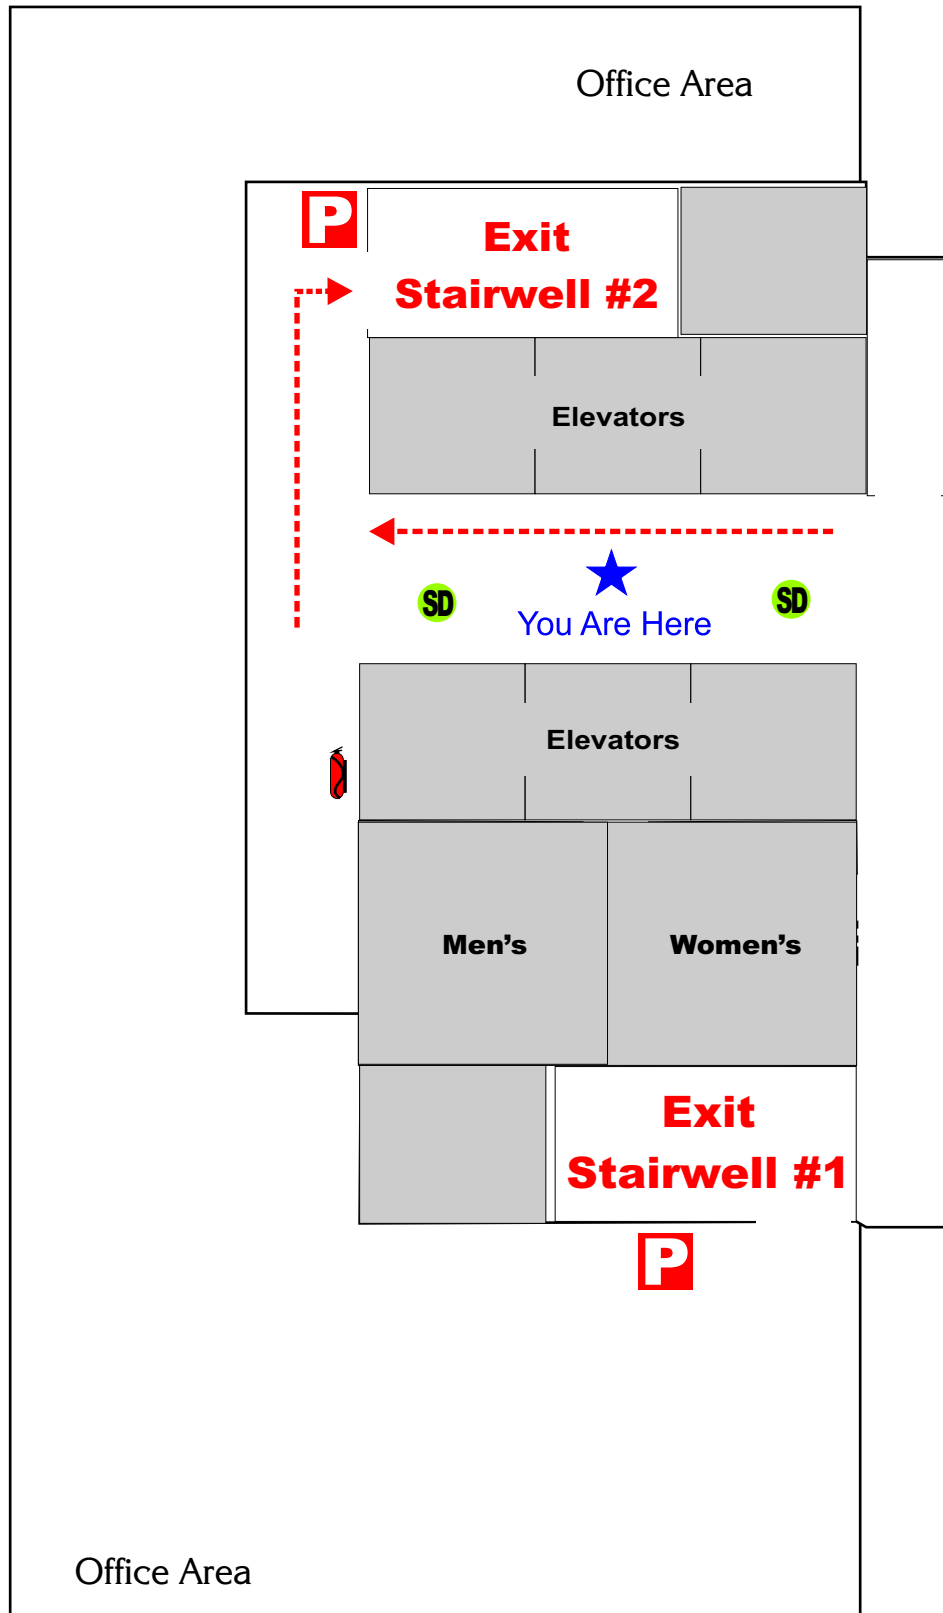 Office Area
P
Exit
Stairwell #2
Elevators
SD
SD
You Are Here
Elevators
Men’s
Women’s
Exit
Stairwell #1
P
Office Area